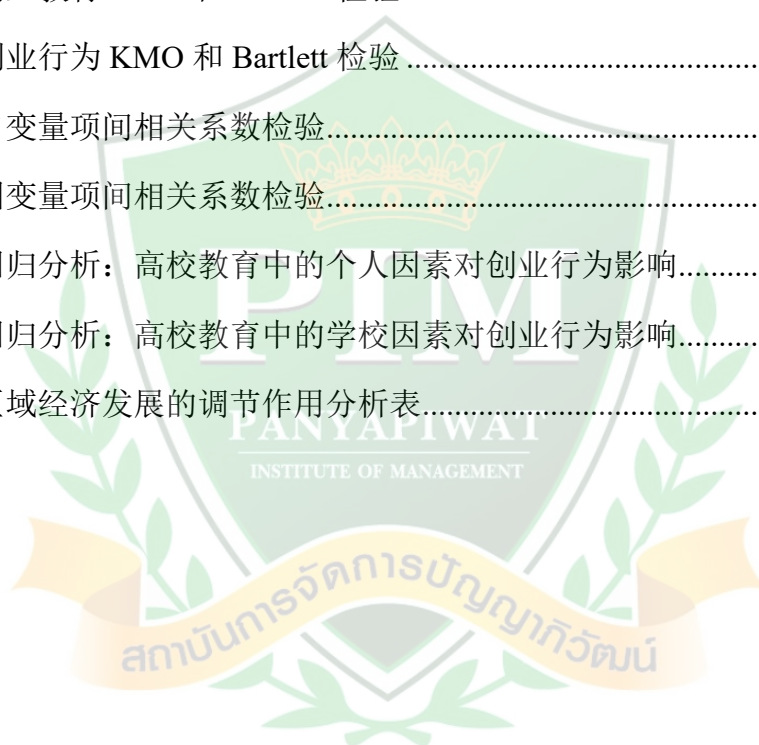 业行为 KMO 和 Bartlett 检验........................................
变量项间相关系数检验........................................................
变量项间相关系数检验........................................................
归分析：高校教育中的个人因素对创业行为影响..........
归分析：高校教育中的学校因素对创业行为影响..........
域经济发展的调节作用分析表...........................................
PIM
PANYAPIWAT
INSTITUTE OF MANAGEMENT
สถาบันการจัดการปัญญาภิวัฒน์